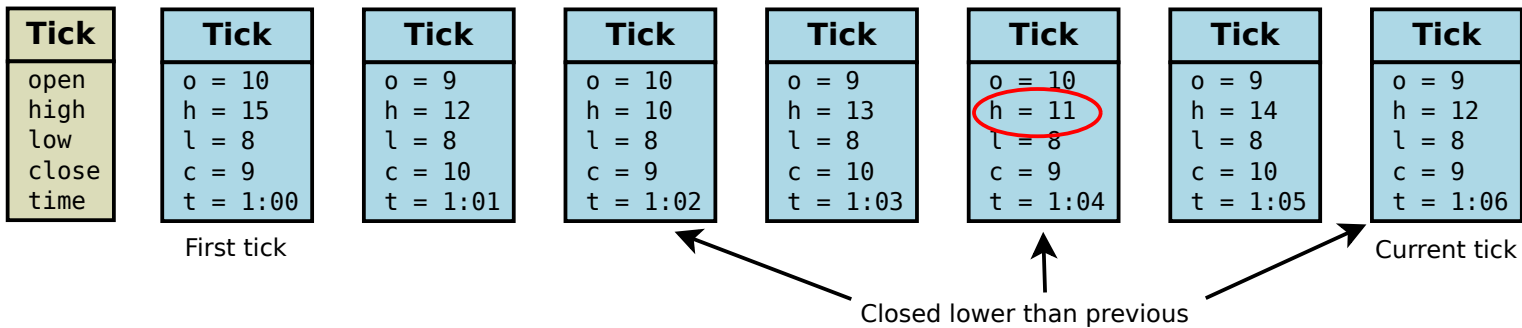 Tick
open
high
low
close
time
Tick
o = 10
h = 15
l = 8
c = 9
t = 1:00
First tick
Tick
o = 9
h = 12
l = 8
c = 10
t = 1:01
Tick
o = 10
h = 10
l = 8
c = 9
t = 1:02
Tick
o = 9
h = 13
l = 8
c = 10
t = 1:03
Tick
o = 10
h = 11
l = 8
c = 9
t = 1:04
Tick
o = 9
h = 14
l = 8
c = 10
t = 1:05
Tick
o = 9
h = 12
l = 8
c = 9
t = 1:06
Current tick
Closed lower than previous